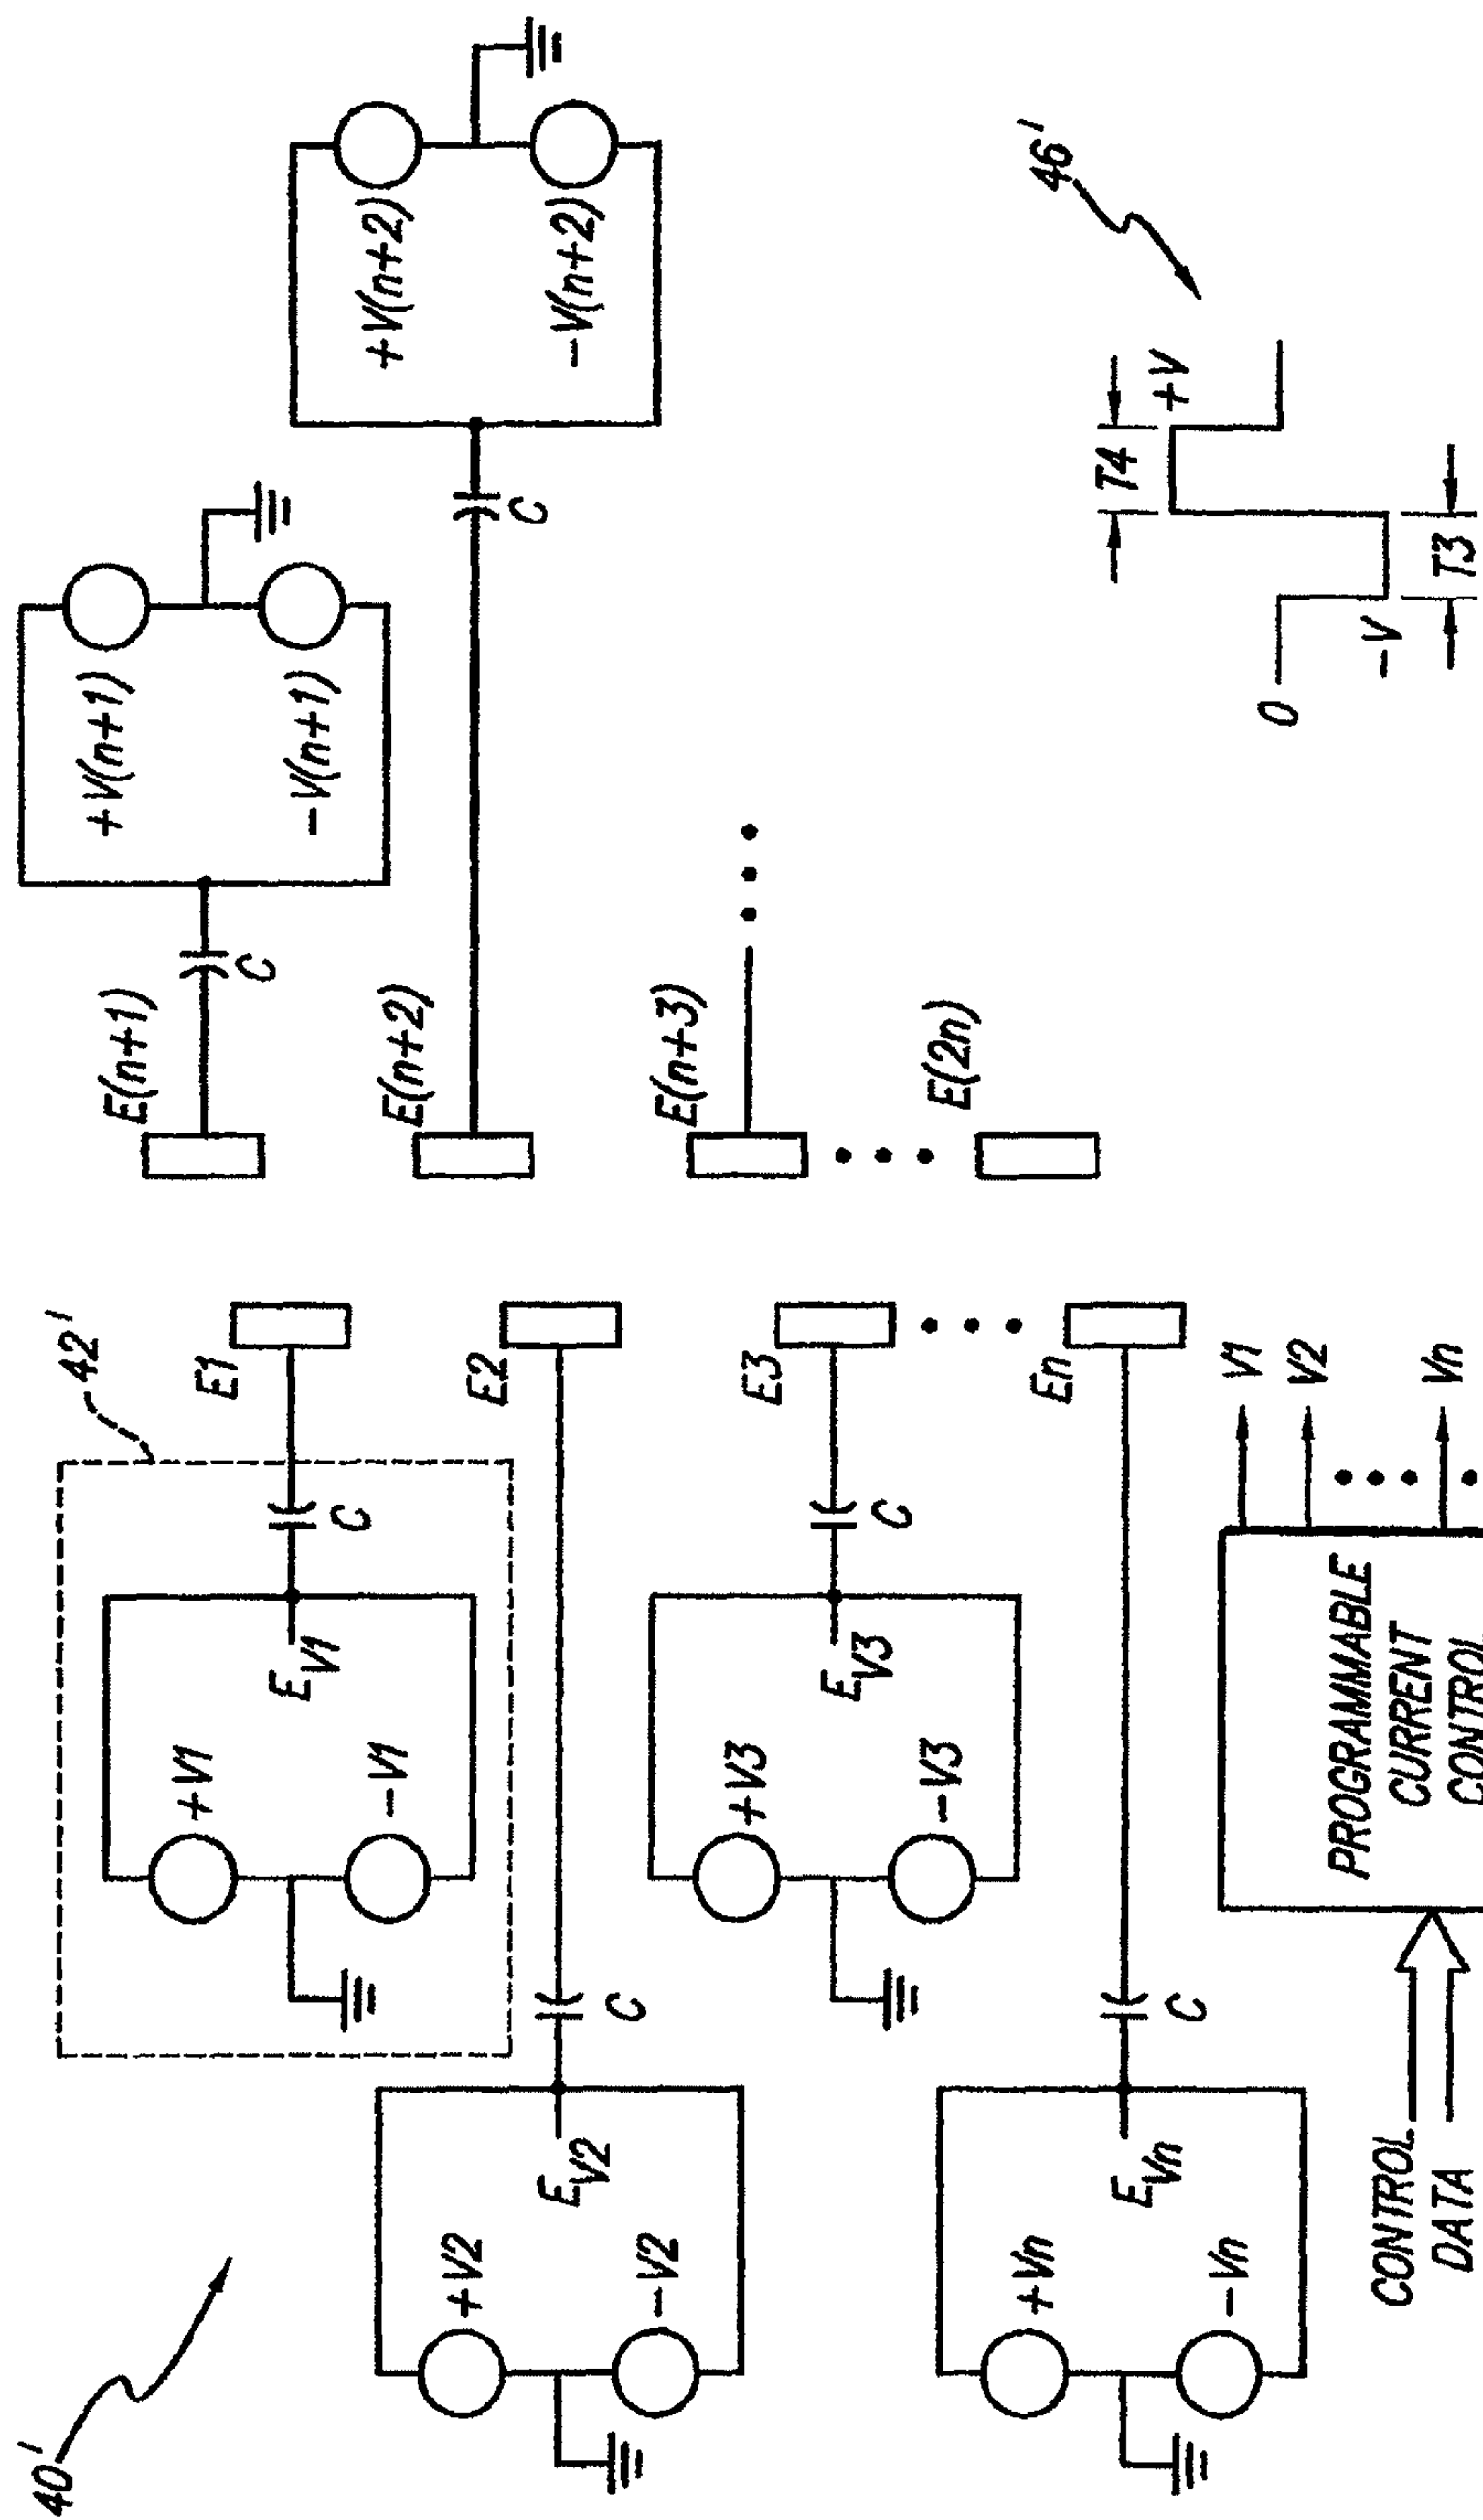 40'
42'
+V1
-V1
EV1
C
E1
+V2
-V2
EV2
C
E2
+V3
-V3
EV3
C
E3
+Vn
-Vn
EVn
C
En
CONTROL
DATA
PROGRAMMABLE
CURRENT
CONTROL
V1
V2
Vn
E(n+1)
C
+V(n+1)
-V(n+1)
E(n+2)
C
+V(n+2)
-V(n+2)
E(n+3)
E(2n)
46'
0
-V
T3
T4
+V